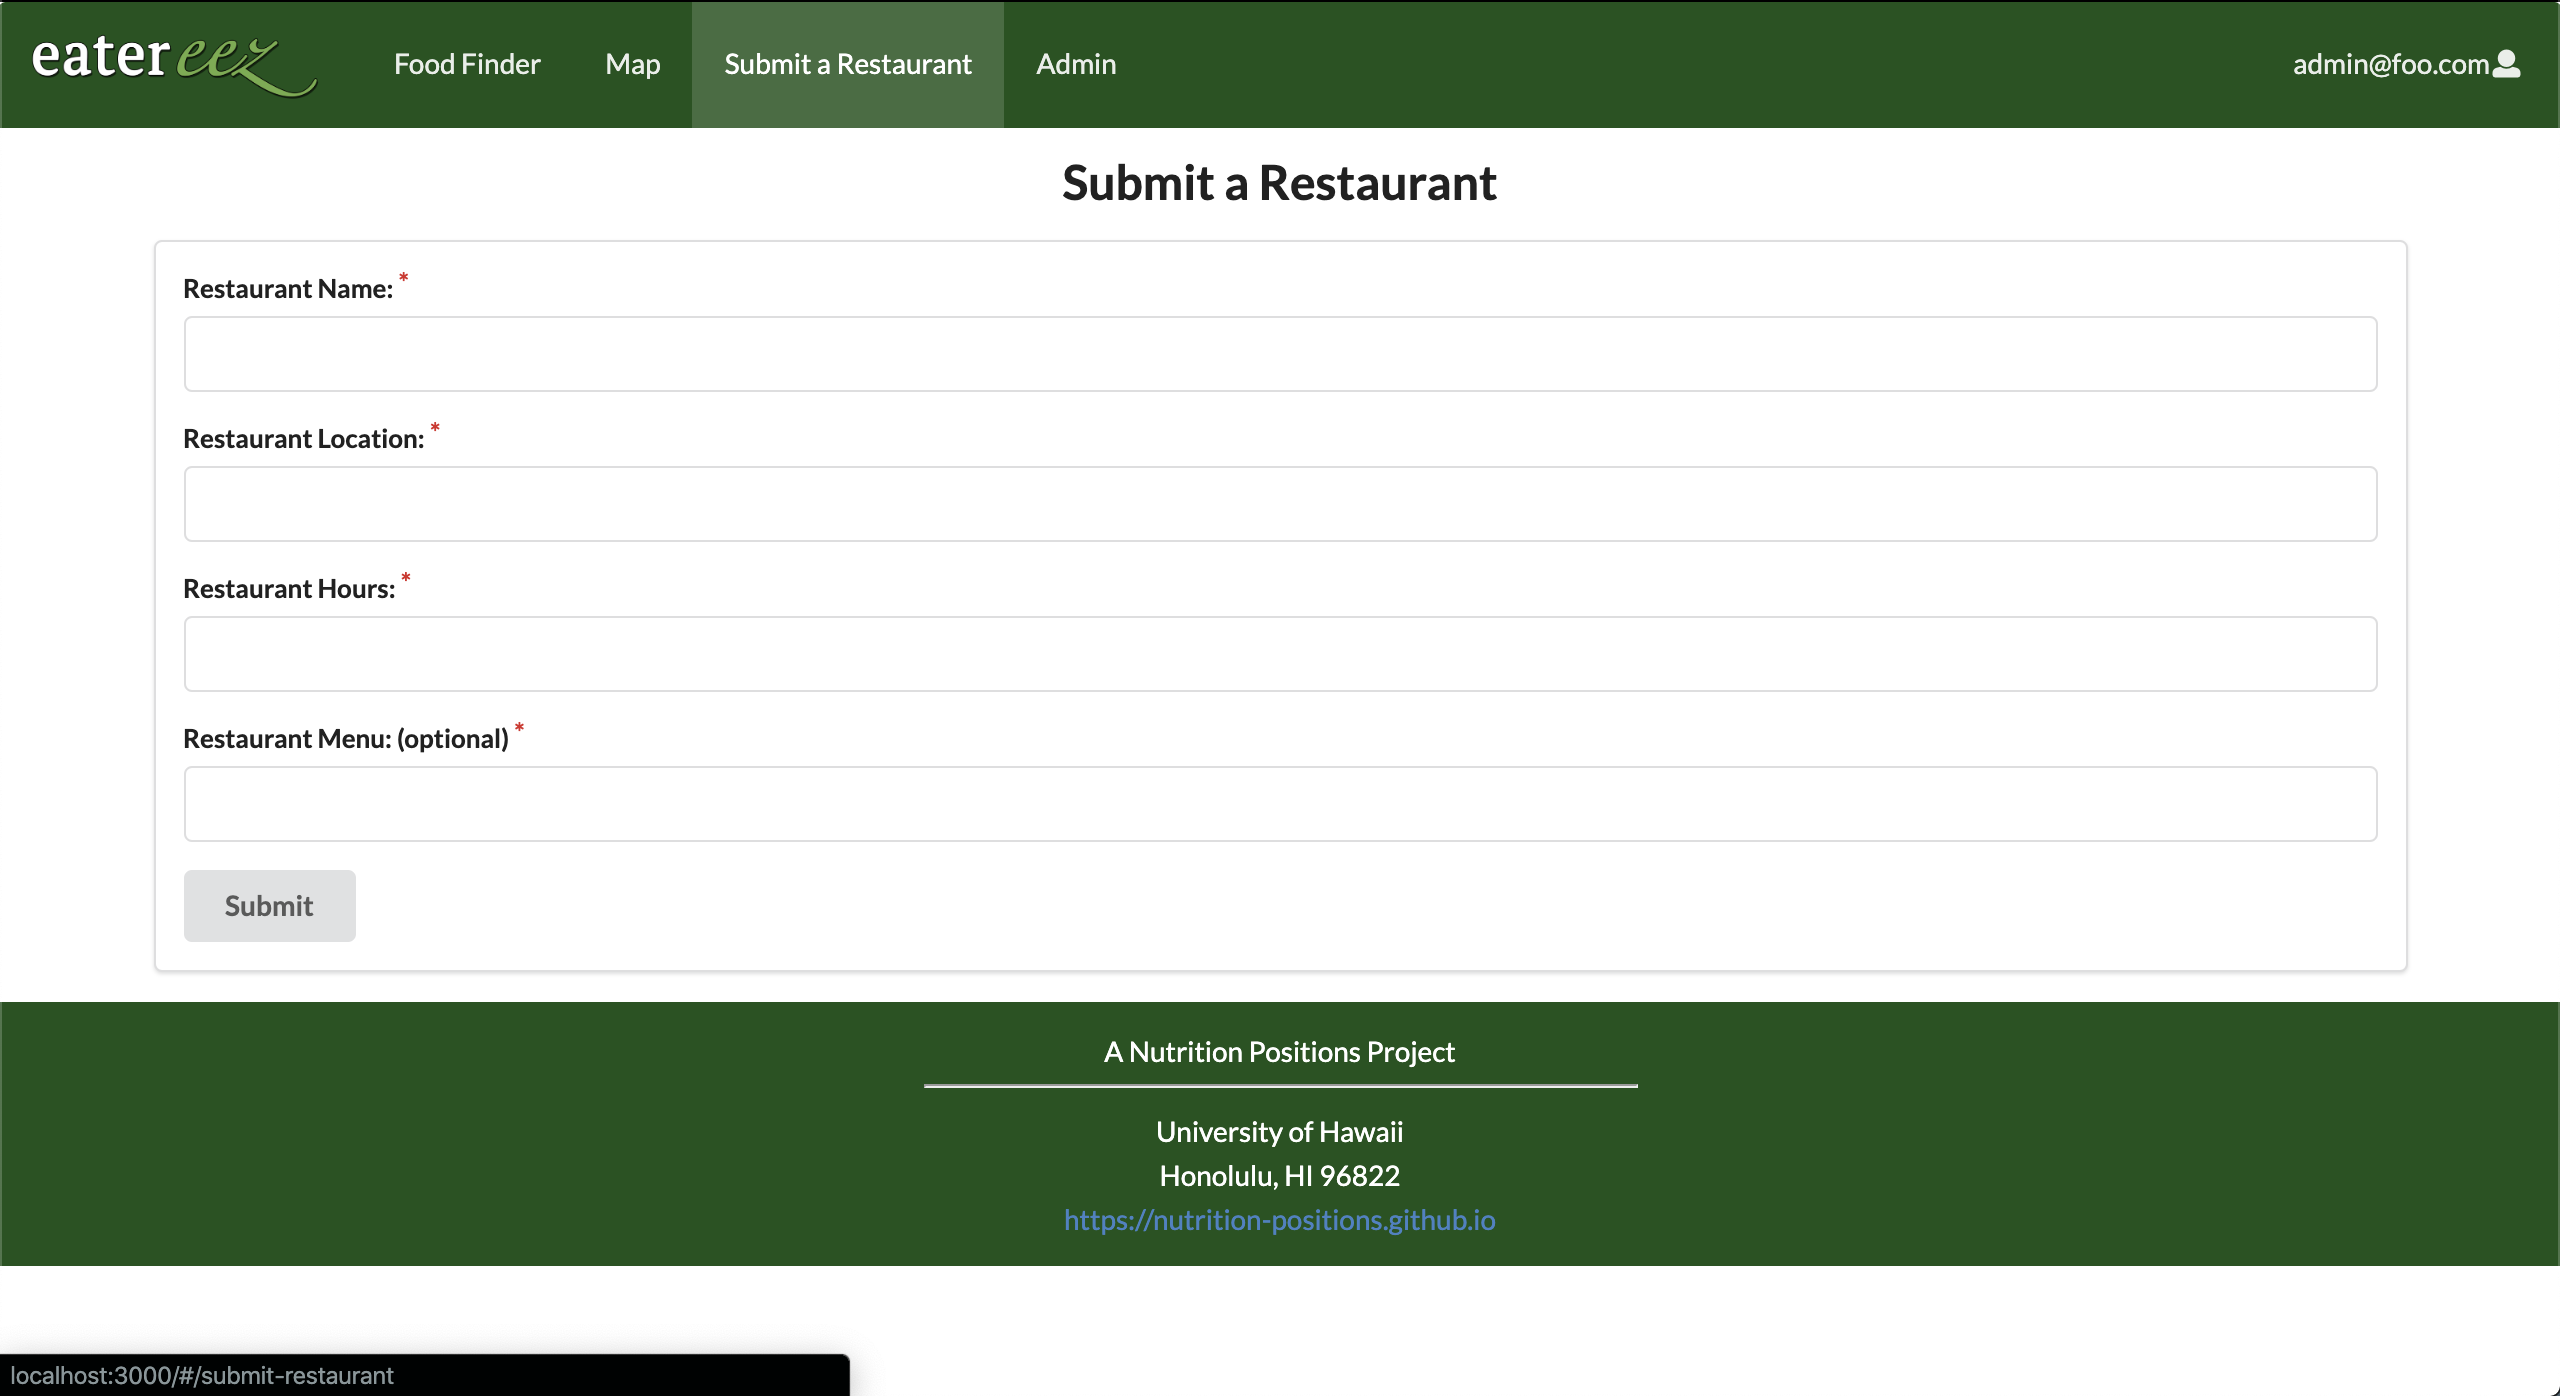 eatereez
Food Finder
Map
Submit a Restaurant
Admin
admin@foo.com
Submit a Restaurant
Restaurant Name: *
Restaurant Location: *
Restaurant Hours: *
Restaurant Menu: (optional) *
Submit
A Nutrition Positions Project
University of Hawaii
Honolulu, HI 96822
https://nutrition-positions.github.io
localhost:3000/#/submit-restaurant